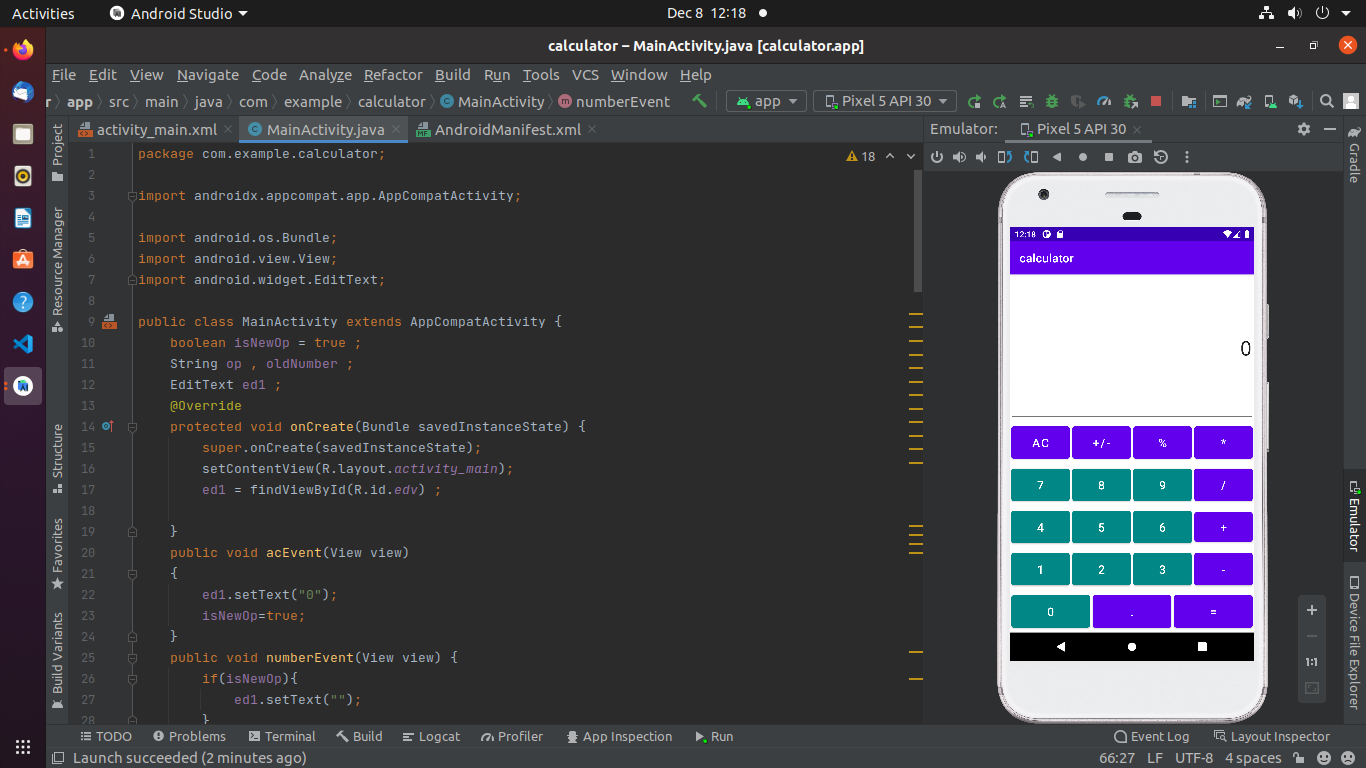 Activities Android Studio Dec 8 12:18
calculator – MainActivity.java [calculator.app]
File Edit View Navigate Code Analyze Refactor Build Run Tools VCS Window Help
r app src main java com example calculator MainActivity numberEvent app Pixel 5 API 30
activity_main.xml MainActivity.java AndroidManifest.xml
Emulator: Pixel 5 API 30
Project
Resource Manager
Structure
Favorites
Build Variants
18
1 package com.example.calculator;
2
3 import androidx.appcompat.app.AppCompatActivity;
4
5 import android.os.Bundle;
6 import android.view.View;
7 import android.widget.EditText;
8
9 public class MainActivity extends AppCompatActivity {
10 boolean isNewOp = true ;
11 String op , oldNumber ;
12 EditText ed1 ;
13 @Override
14 protected void onCreate(Bundle savedInstanceState) {
15 super.onCreate(savedInstanceState);
16 setContentView(R.layout.activity_main);
17 ed1 = findViewById(R.id.edv) ;
18
19 }
20 public void acEvent(View view)
21 {
22 ed1.setText("0");
23 isNewOp=true;
24 }
25 public void numberEvent(View view) {
26 if(isNewOp){
27 ed1.setText("");
28 }
12:18
calculator
0
AC +/- % *
7 8 9 /
4 5 6 +
1 2 3 -
0 . =
1:1
Gradle
Emulator
Device File Explorer
TODO Problems Terminal Build Logcat Profiler App Inspection Run Event Log Layout Inspector
Launch succeeded (2 minutes ago) 66:27 LF UTF-8 4 spaces